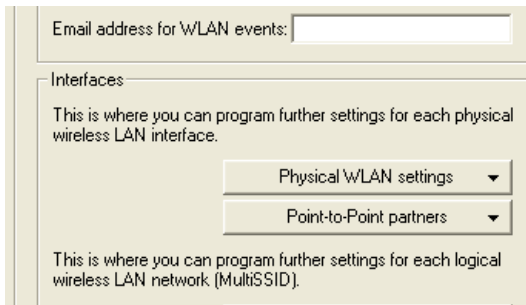 Email address for WLAN events:
Interfaces
This is where you can program further settings for each physical
wireless LAN interface.
Physical WLAN settings
Point-to-Point partners
This is where you can program further settings for each logical
wireless LAN network (MultiSSID).